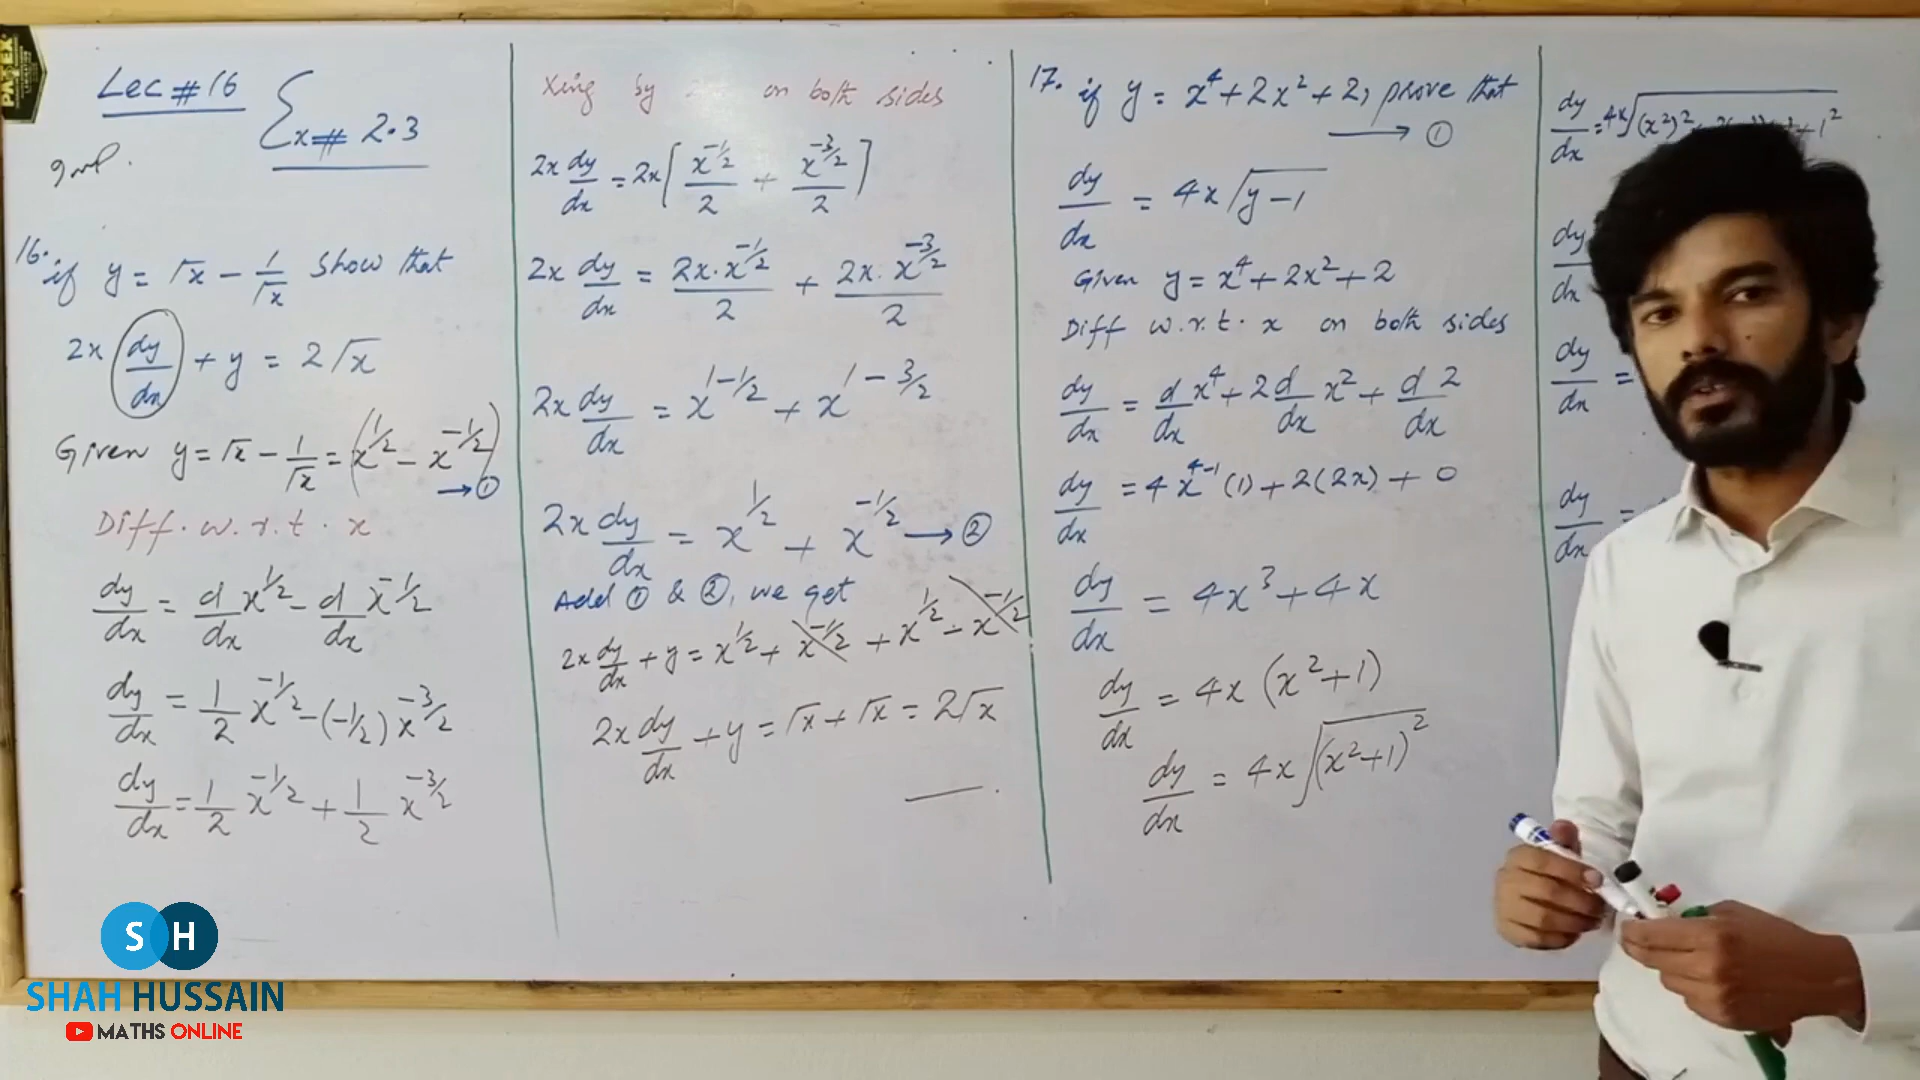 Lec # 16
Ex # 2.3
16. if y = √x - 1/√x show that
2x dy/dx + y = 2√x
Given y = √x - 1/√x = (x^1/2 - x^-1/2) → ①
Diff. w.r.t. x
dy/dx = d/dx x^1/2 - d/dx x^-1/2
dy/dx = 1/2 x^-1/2 - (-1/2) x^-3/2
dy/dx = 1/2 x^-1/2 + 1/2 x^-3/2
Xing by 2x on both sides
2x dy/dx = 2x [x^-1/2 / 2 + x^-3/2 / 2]
2x dy/dx = 2x.x^-1/2 / 2 + 2x.x^-3/2 / 2
2x dy/dx = x^1-1/2 + x^1-3/2
2x dy/dx = x^1/2 + x^-1/2 → ②
Add ① & ②, we get
2x dy/dx + y = x^1/2 + x^-1/2 + x^1/2 - x^-1/2
2x dy/dx + y = √x + √x = 2√x
17. if y = x^4 + 2x^2 + 2, prove that
→ ①
dy/dx = 4x √y-1
Given y = x^4 + 2x^2 + 2
Diff w.r.t. x on both sides
dy/dx = d/dx x^4 + 2 d/dx x^2 + d/dx 2
dy/dx = 4 x^4-1 (1) + 2(2x) + 0
dy/dx = 4x^3 + 4x
dy/dx = 4x (x^2+1)
dy/dx = 4x √(x^2+1)^2
dy/dx = 4x √(x^2)^2
dy/dx
dy/dx =
dy/dx =
SH
SHAH HUSSAIN
MATHS ONLINE